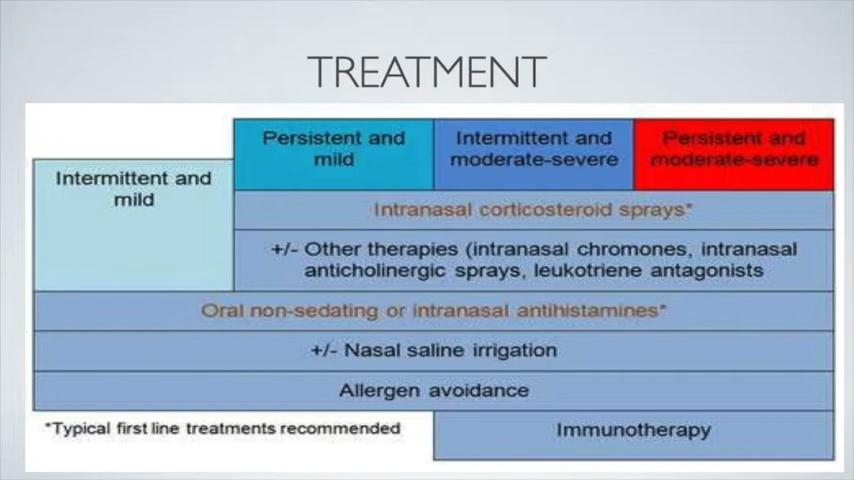 TREATMENT
Persistent and
mild
Intermittent and
moderate-severe
Persistent and
moderate-severe
Intermittent and
mild
Intranasal corticosteroid sprays*
+/- Other therapies (intranasal chromones, intranasal
anticholinergic sprays, leukotriene antagonists
Oral non-sedating or intranasal antihistamines*
+/- Nasal saline irrigation
Allergen avoidance
*Typical first line treatments recommended
Immunotherapy